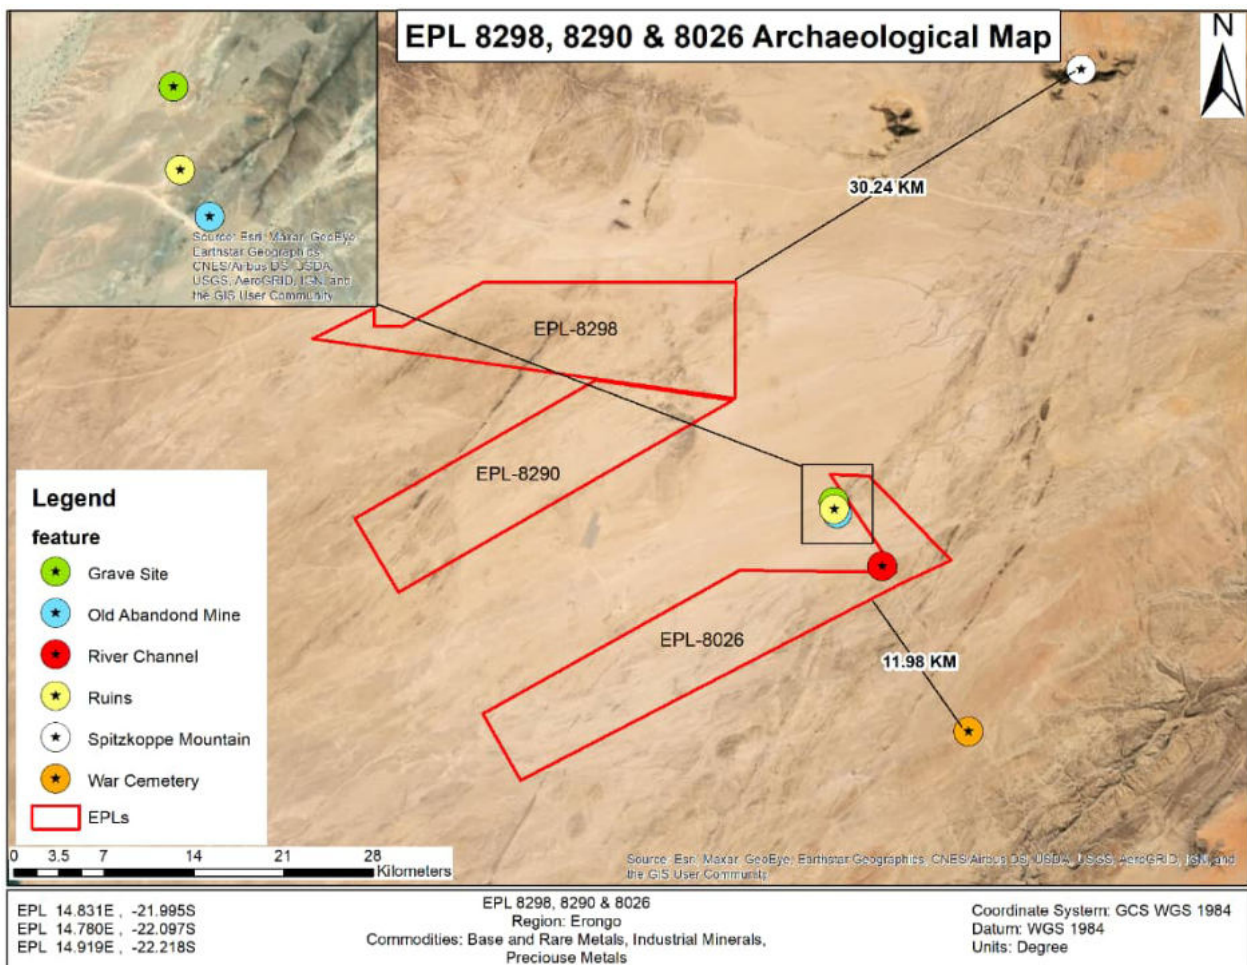 EPL 8298, 8290 & 8026 Archaeological Map
N
Source: Esri, Maxar, GeoEye,
Earthstar Geographics,
CNES/Airbus DS, USDA,
USGS, AeroGRID, IGN, and
the GIS User Community
30.24 KM
EPL-8298
EPL-8290
EPL-8026
11.98 KM
Legend
feature
Grave Site
Old Abandond Mine
River Channel
Ruins
Spitzkoppe Mountain
War Cemetery
EPLs
0 3.5 7 14 21 28
Kilometers
Source: Esri, Maxar, GeoEye, Earthstar Geographics, CNES/Airbus DS, USDA, USGS, AeroGRID, IGN, and
the GIS User Community
EPL 14.831E , -21.995S
EPL 14.780E , -22.097S
EPL 14.919E , -22.218S
EPL 8298, 8290 & 8026
Region: Erongo
Commodities: Base and Rare Metals, Industrial Minerals,
Preciouse Metals
Coordinate System: GCS WGS 1984
Datum: WGS 1984
Units: Degree